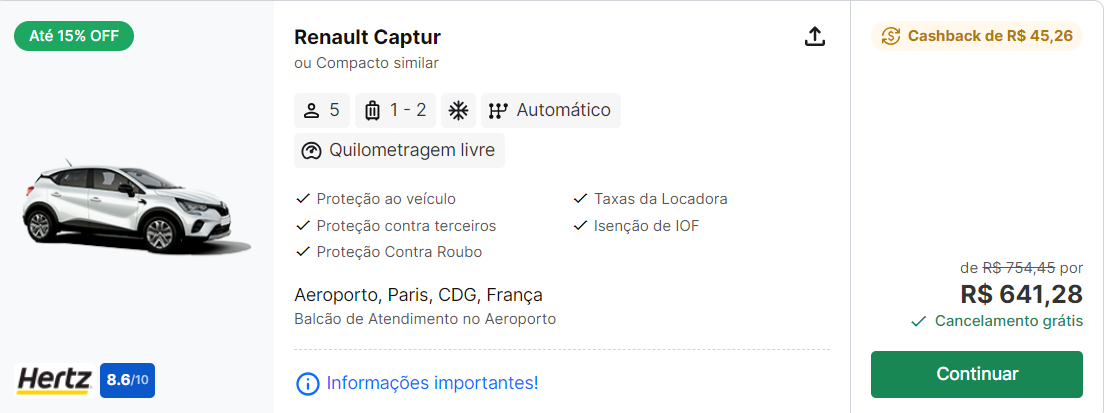 Até 15% OFF
Renault Captur
ou Compacto similar
5
1 - 2
Automático
Quilometragem livre
Proteção ao veículo
Taxas da Locadora
Proteção contra terceiros
Isenção de IOF
Proteção Contra Roubo
Aeroporto, Paris, CDG, França
Balcão de Atendimento no Aeroporto
Hertz 8.6/10
Informações importantes!
Cashback de R$ 45,26
de R$ 754,45 por
R$ 641,28
Cancelamento grátis
Continuar